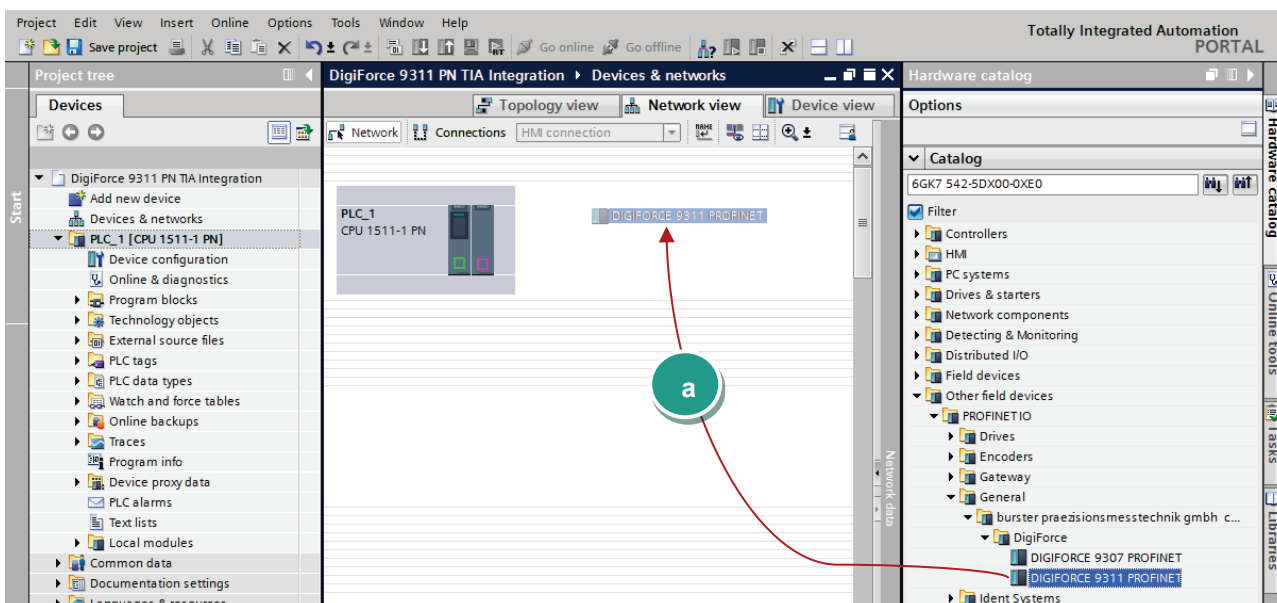 Project Edit View Insert Online Options Tools Window Help
Totally Integrated Automation
PORTAL
Save project
Go online
Go offline
Project tree
DigiForce 9311 PN TIA Integration Devices & networks
Hardware catalog
Devices
Topology view
Network view
Device view
Options
Network
Connections
HMI connection
NAME
Catalog
6GK7 542-5DX00-0XE0
Filter
Start
DigiForce 9311 PN TIA Integration
Add new device
Devices & networks
PLC_1 [CPU 1511-1 PN]
Device configuration
Online & diagnostics
Program blocks
Technology objects
External source files
PLC tags
PLC data types
Watch and force tables
Online backups
Traces
Program info
Device proxy data
PLC alarms
Text lists
Local modules
Common data
Documentation settings
Languages & resources
PLC_1
CPU 1511-1 PN
DIGIFORCE 9311 PROFINET
a
Network data
Controllers
HMI
PC systems
Drives & starters
Network components
Detecting & Monitoring
Distributed I/O
Field devices
Other field devices
PROFINET IO
Drives
Encoders
Gateway
General
burster praezisionsmesstechnik gmbh c...
DigiForce
DIGIFORCE 9307 PROFINET
DIGIFORCE 9311 PROFINET
Ident Systems
Hardware catalog
Online tools
Tasks
Libraries